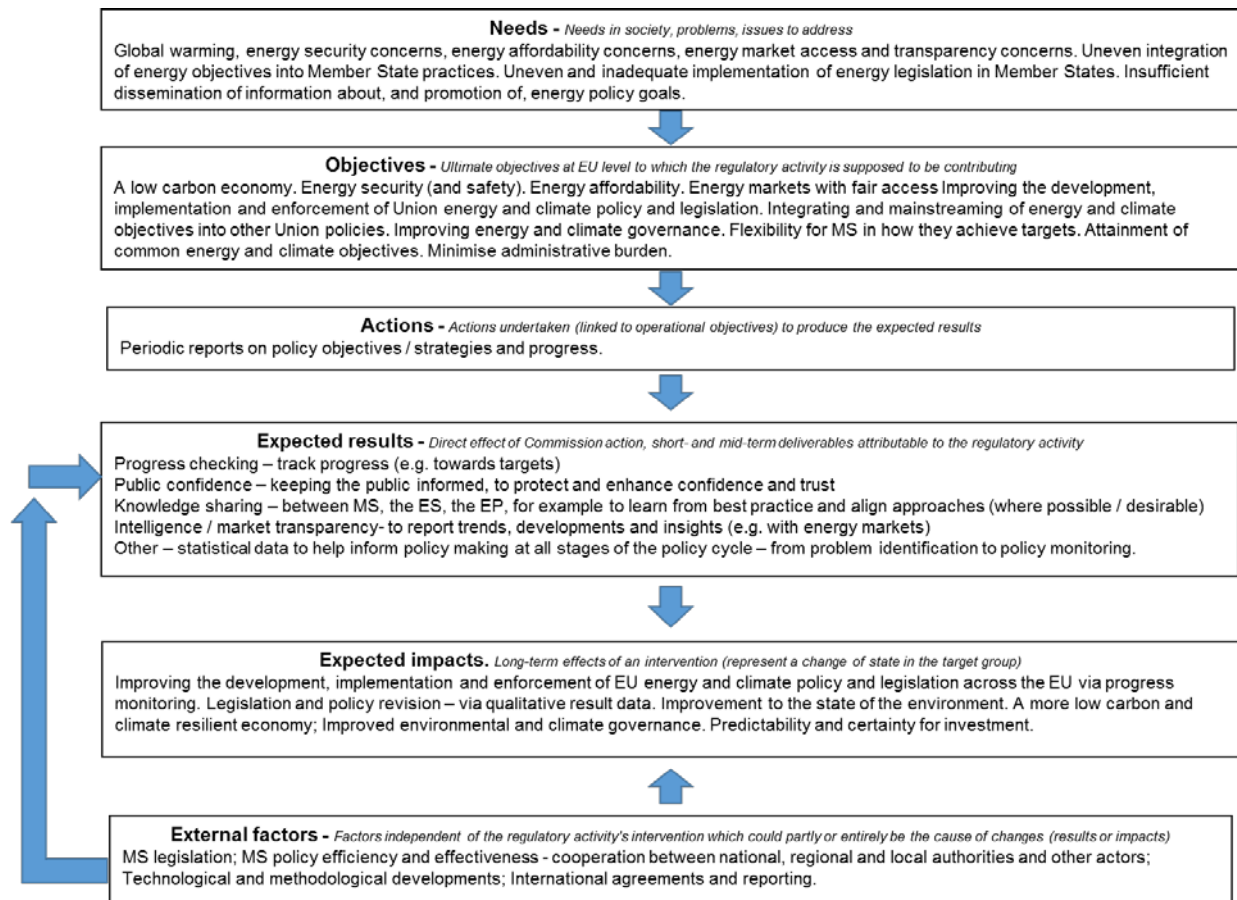 Needs - Needs in society, problems, issues to address
Global warming, energy security concerns, energy affordability concerns, energy market access and transparency concerns. Uneven integration
of energy objectives into Member State practices. Uneven and inadequate implementation of energy legislation in Member States. Insufficient
dissemination of information about, and promotion of, energy policy goals.
Objectives - Ultimate objectives at EU level to which the regulatory activity is supposed to be contributing
A low carbon economy. Energy security (and safety). Energy affordability. Energy markets with fair access Improving the development,
implementation and enforcement of Union energy and climate policy and legislation. Integrating and mainstreaming of energy and climate
objectives into other Union policies. Improving energy and climate governance. Flexibility for MS in how they achieve targets. Attainment of
common energy and climate objectives. Minimise administrative burden.
Actions - Actions undertaken (linked to operational objectives) to produce the expected results
Periodic reports on policy objectives / strategies and progress.
Expected results - Direct effect of Commission action, short- and mid-term deliverables attributable to the regulatory activity
Progress checking – track progress (e.g. towards targets)
Public confidence – keeping the public informed, to protect and enhance confidence and trust
Knowledge sharing – between MS, the ES, the EP, for example to learn from best practice and align approaches (where possible / desirable)
Intelligence / market transparency- to report trends, developments and insights (e.g. with energy markets)
Other – statistical data to help inform policy making at all stages of the policy cycle – from problem identification to policy monitoring.
Expected impacts. Long-term effects of an intervention (represent a change of state in the target group)
Improving the development, implementation and enforcement of EU energy and climate policy and legislation across the EU via progress
monitoring. Legislation and policy revision – via qualitative result data. Improvement to the state of the environment. A more low carbon and
climate resilient economy; Improved environmental and climate governance. Predictability and certainty for investment.
External factors - Factors independent of the regulatory activity's intervention which could partly or entirely be the cause of changes (results or impacts)
MS legislation; MS policy efficiency and effectiveness - cooperation between national, regional and local authorities and other actors;
Technological and methodological developments; International agreements and reporting.